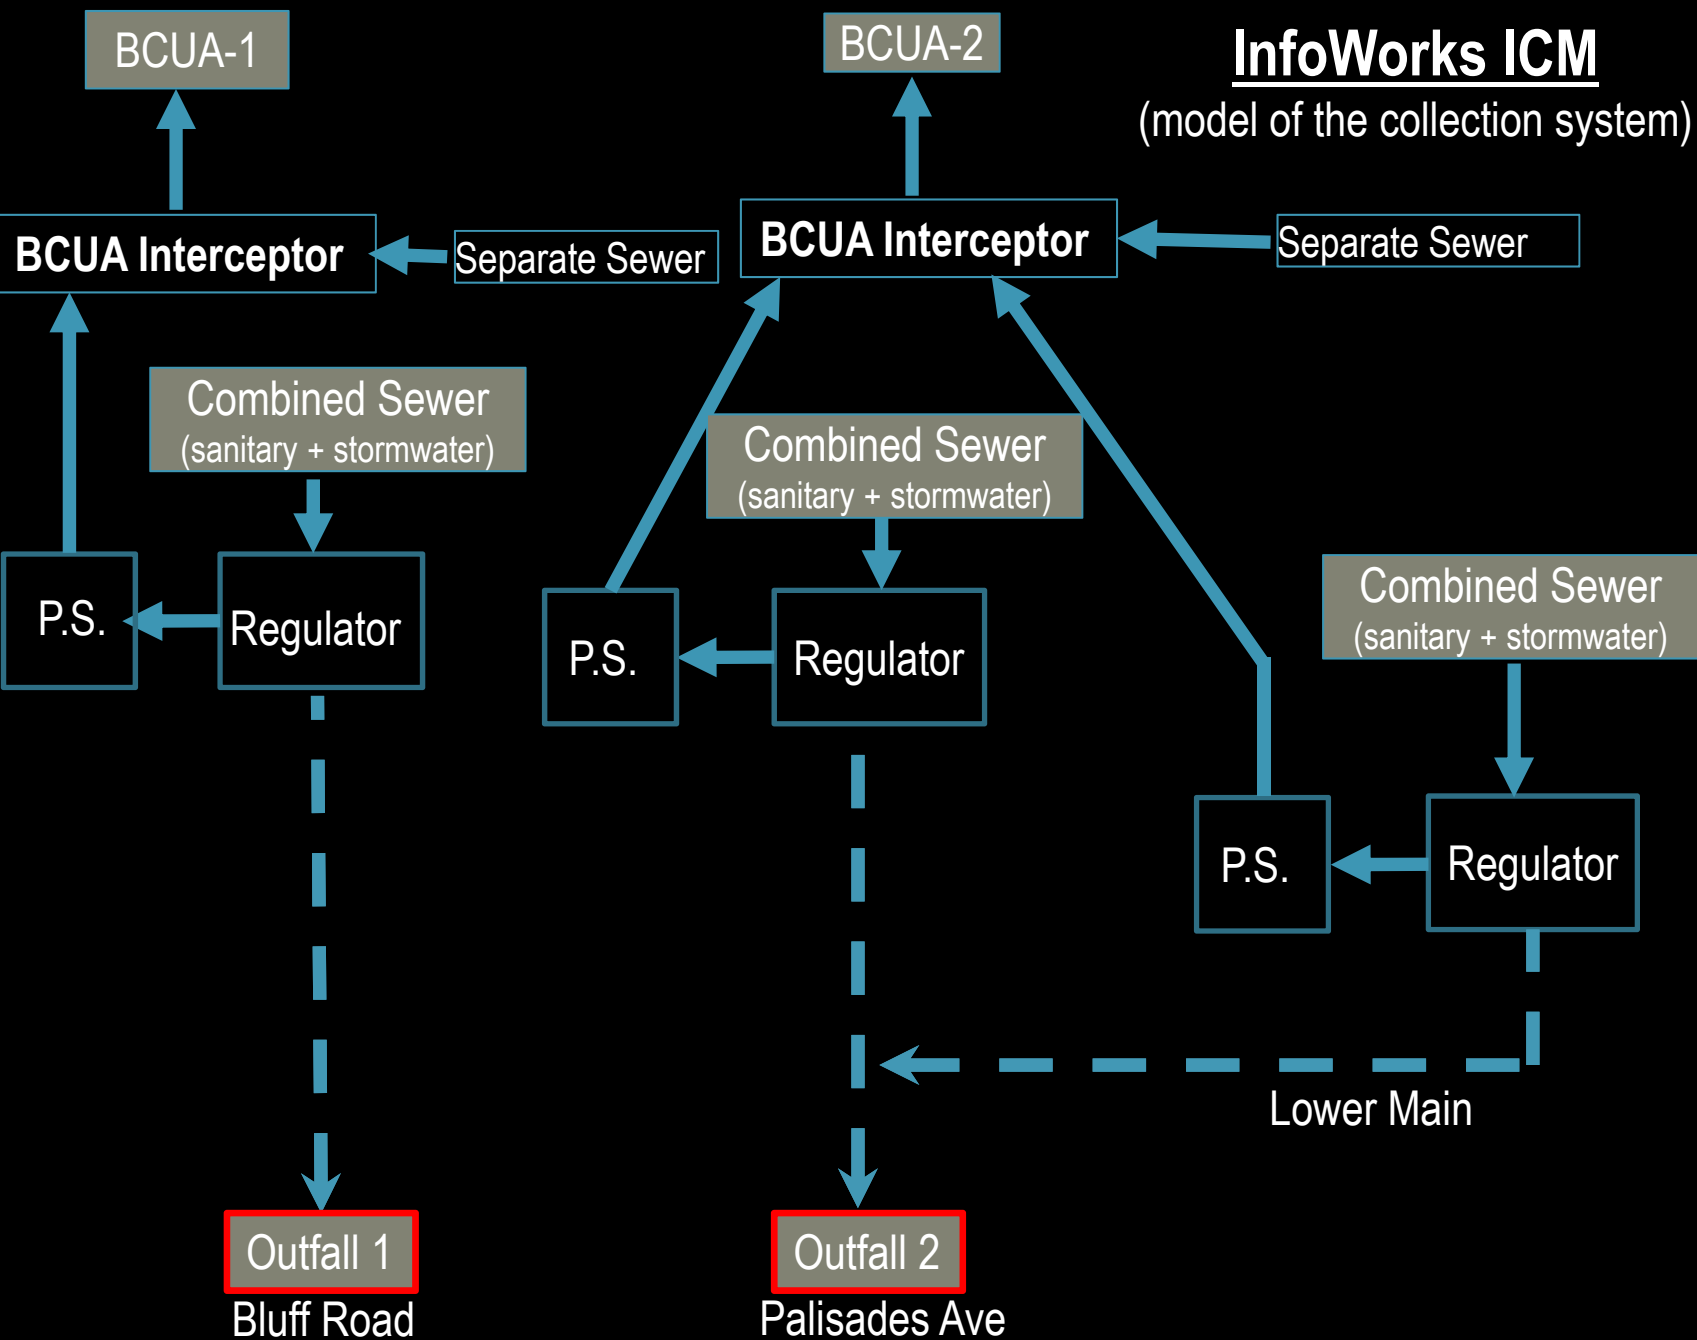 BCUA-1
BCUA-2
InfoWorks ICM
(model of the collection system)
BCUA Interceptor
Separate Sewer
BCUA Interceptor
Separate Sewer
Combined Sewer
(sanitary + stormwater)
Combined Sewer
(sanitary + stormwater)
Combined Sewer
(sanitary + stormwater)
P.S.
Regulator
P.S.
Regulator
P.S.
Regulator
Lower Main
Outfall 1
Bluff Road
Outfall 2
Palisades Ave